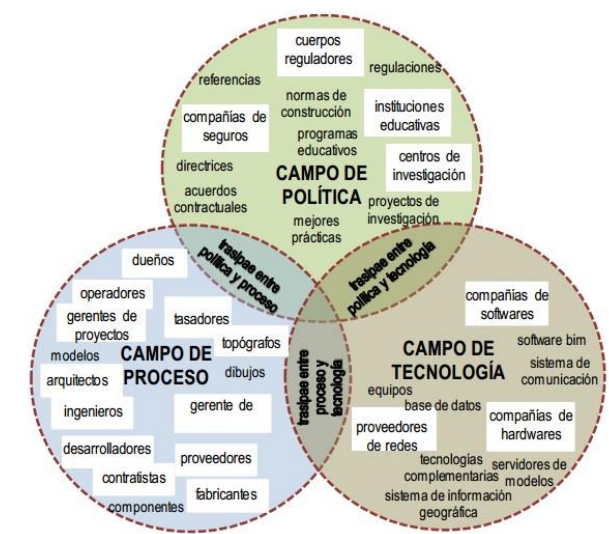 cuerpos
reguladores
regulaciones
referencias
normas de
construcción
instituciones
educativas
compañías de
seguros
programas
educativos
centros de
investigación
directrices
CAMPO DE
POLÍTICA
acuerdos
contractuales
proyectos de
investigación
mejores
prácticas
traslpae entre
política y proceso
traslpae entre
política y tecnología
dueños
operadores
gerentes de
proyectos
tasadores
topógrafos
modelos
CAMPO DE
PROCESO
arquitectos
dibujos
ingenieros
gerente de
desarrolladores
proveedores
contratistas
fabricantes
componentes
traslpae entre
proceso y
tecnología
compañías de
softwares
software bim
CAMPO DE
TECNOLOGÍA
sistema de
comunicación
equipos
base de datos
proveedores
de redes
compañías de
hardwares
tecnologías
complementarias
servidores de
modelos
sistema de información
geográfica